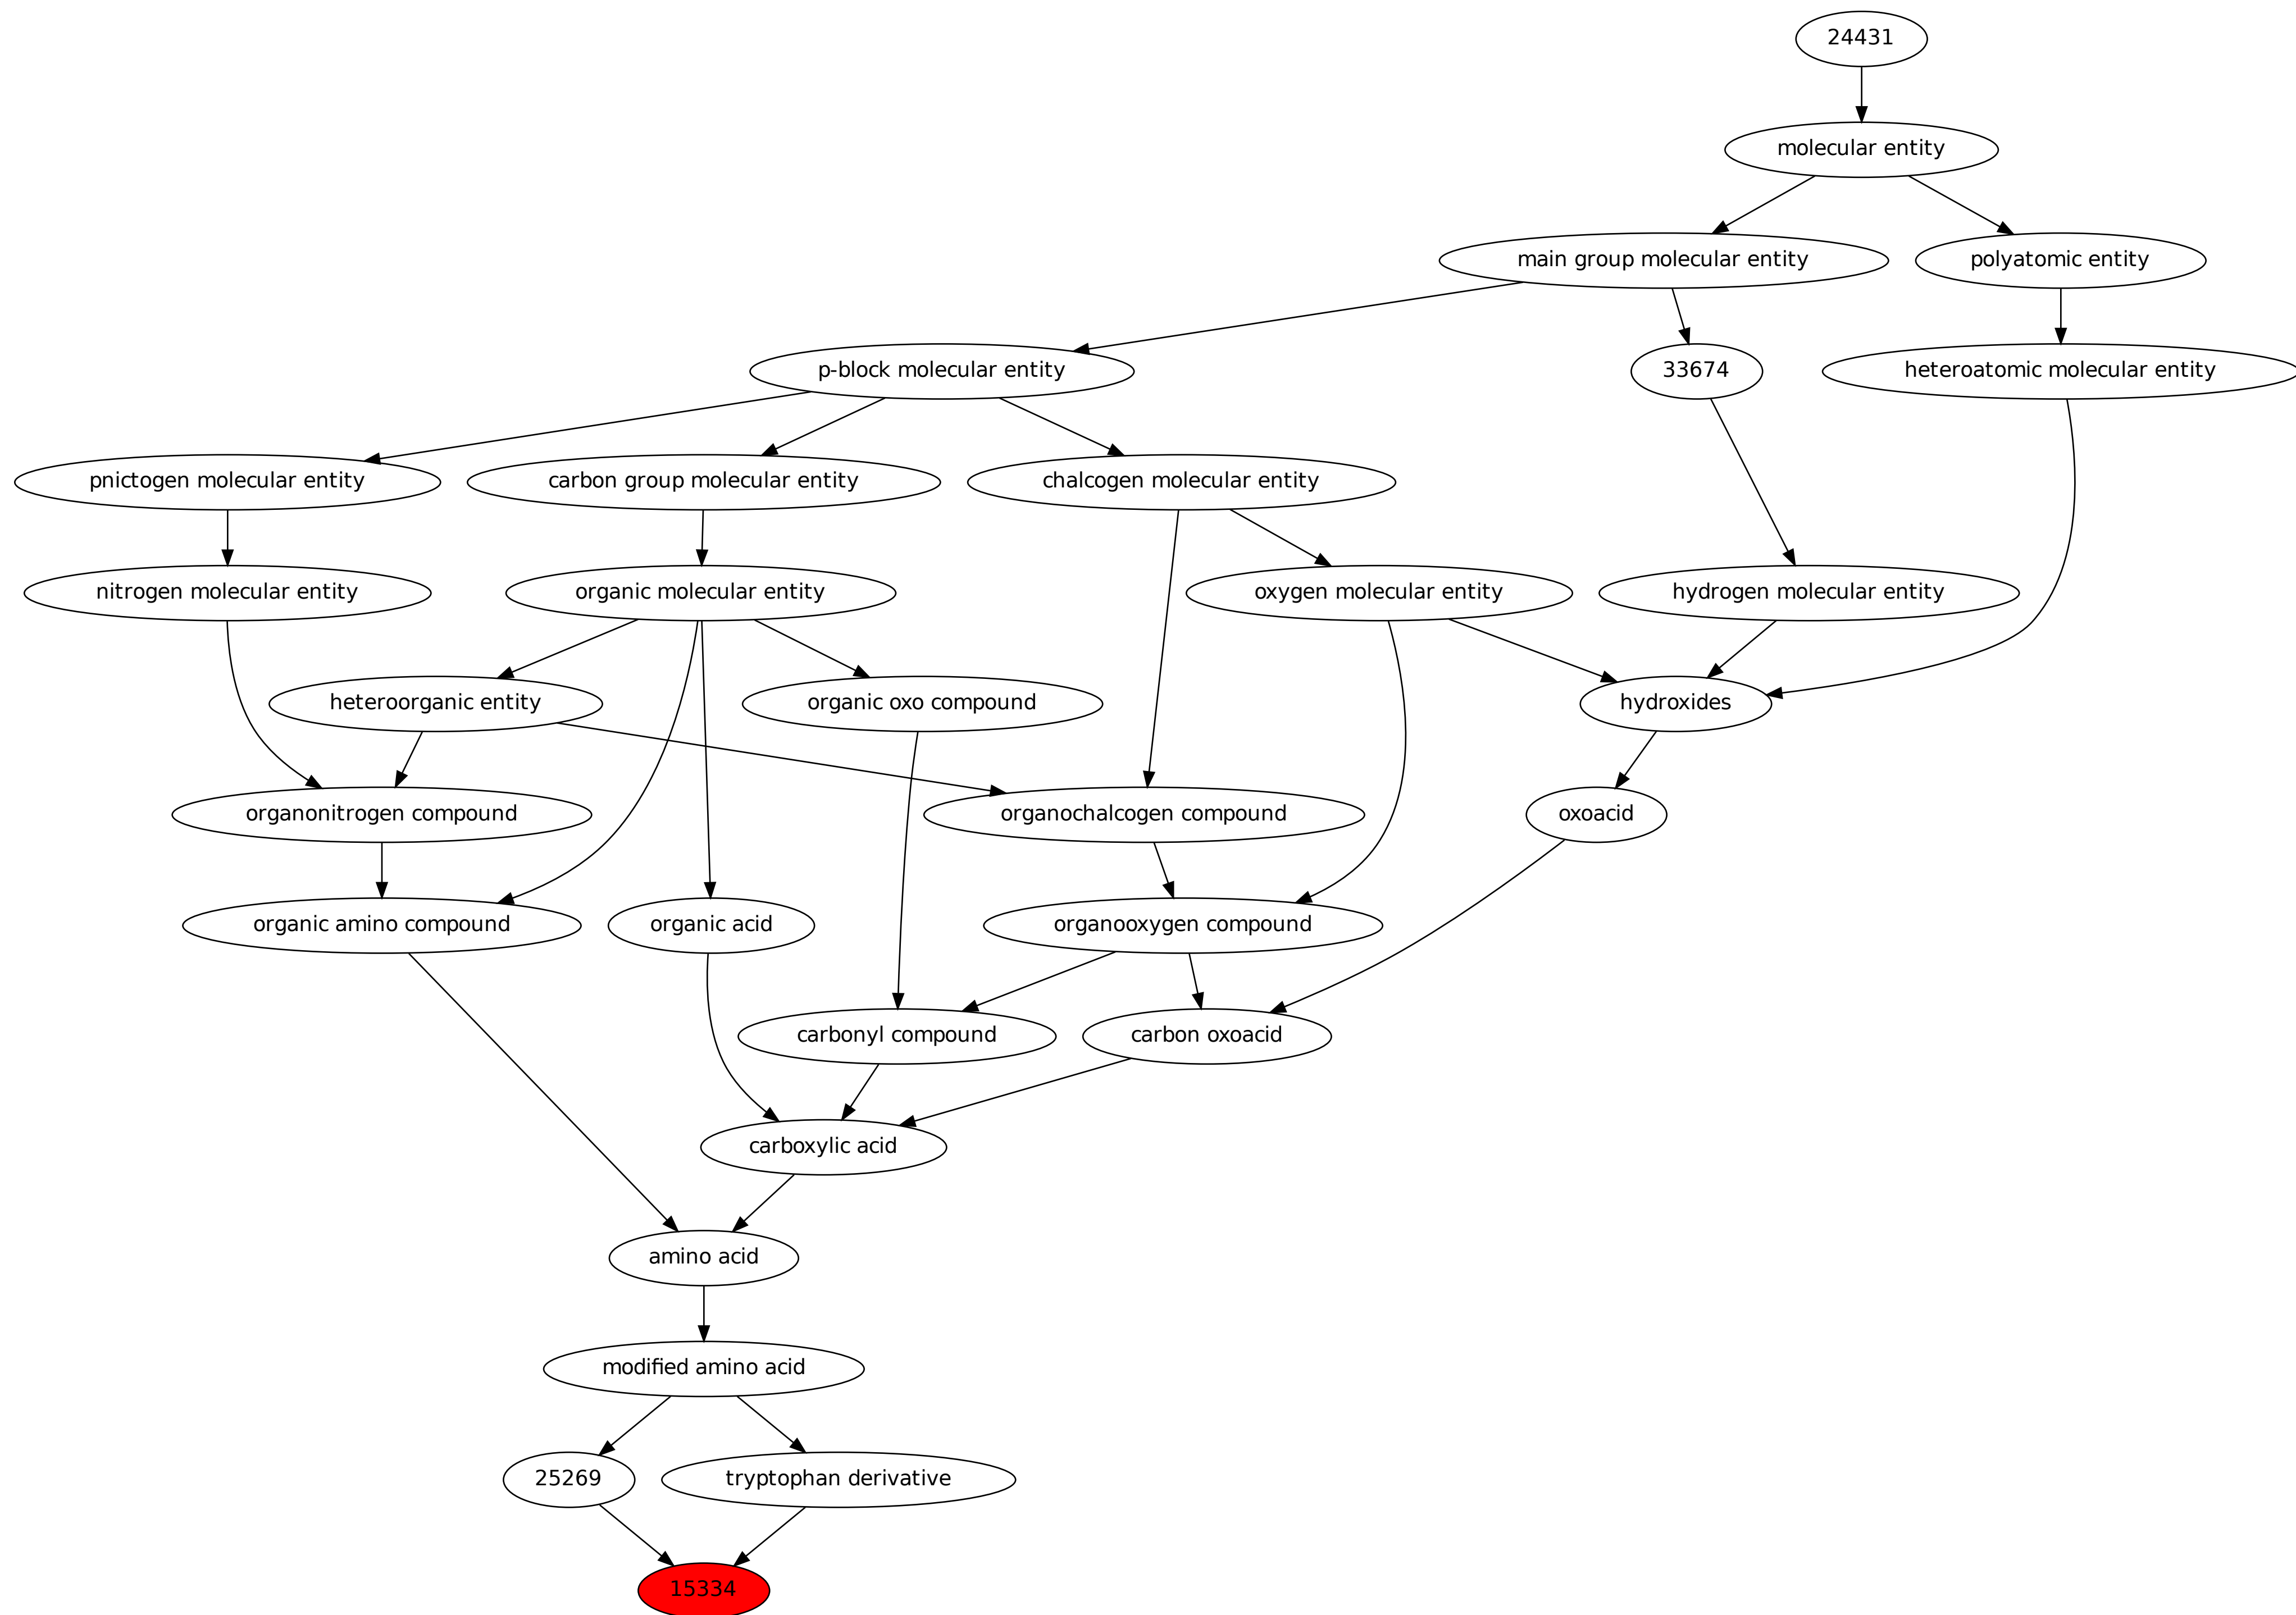 24431
molecular entity
main group molecular entity
polyatomic entity
p-block molecular entity
33674
heteroatomic molecular entity
pnictogen molecular entity
carbon group molecular entity
chalcogen molecular entity
nitrogen molecular entity
organic molecular entity
oxygen molecular entity
hydrogen molecular entity
heteroorganic entity
organic oxo compound
hydroxides
organonitrogen compound
organochalcogen compound
oxoacid
organic amino compound
organic acid
organooxygen compound
carbonyl compound
carbon oxoacid
carboxylic acid
amino acid
modified amino acid
25269
tryptophan derivative
15334